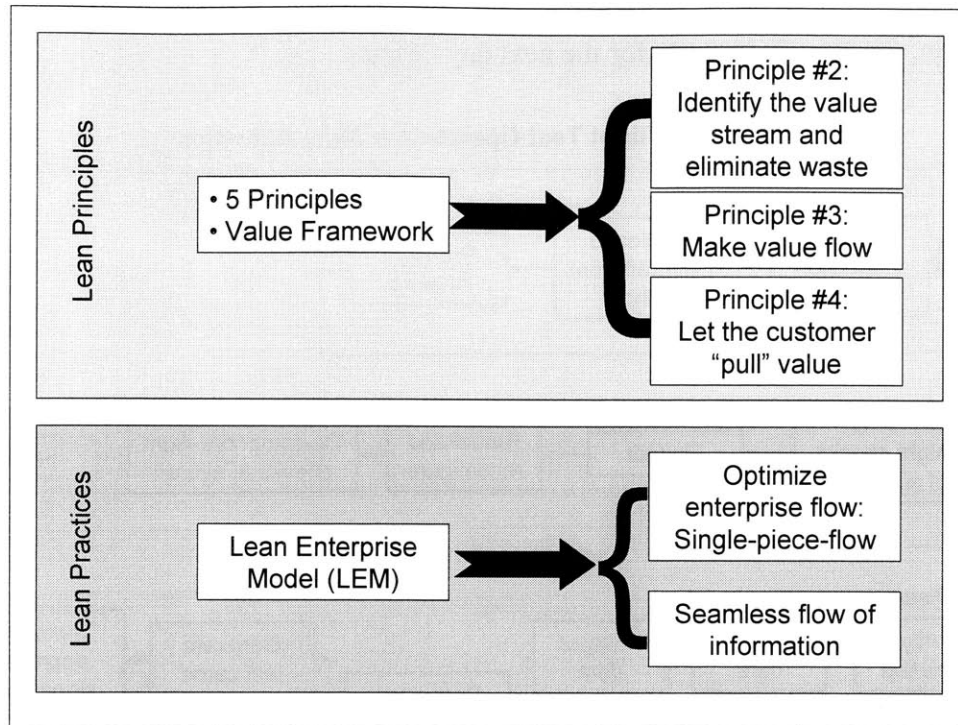 Lean Principles
• 5 Principles
• Value Framework
Principle #2:
Identify the value
stream and
eliminate waste
Principle #3:
Make value flow
Principle #4:
Let the customer
“pull” value
Lean Practices
Lean Enterprise
Model (LEM)
Optimize
enterprise flow:
Single-piece-flow
Seamless flow of
information